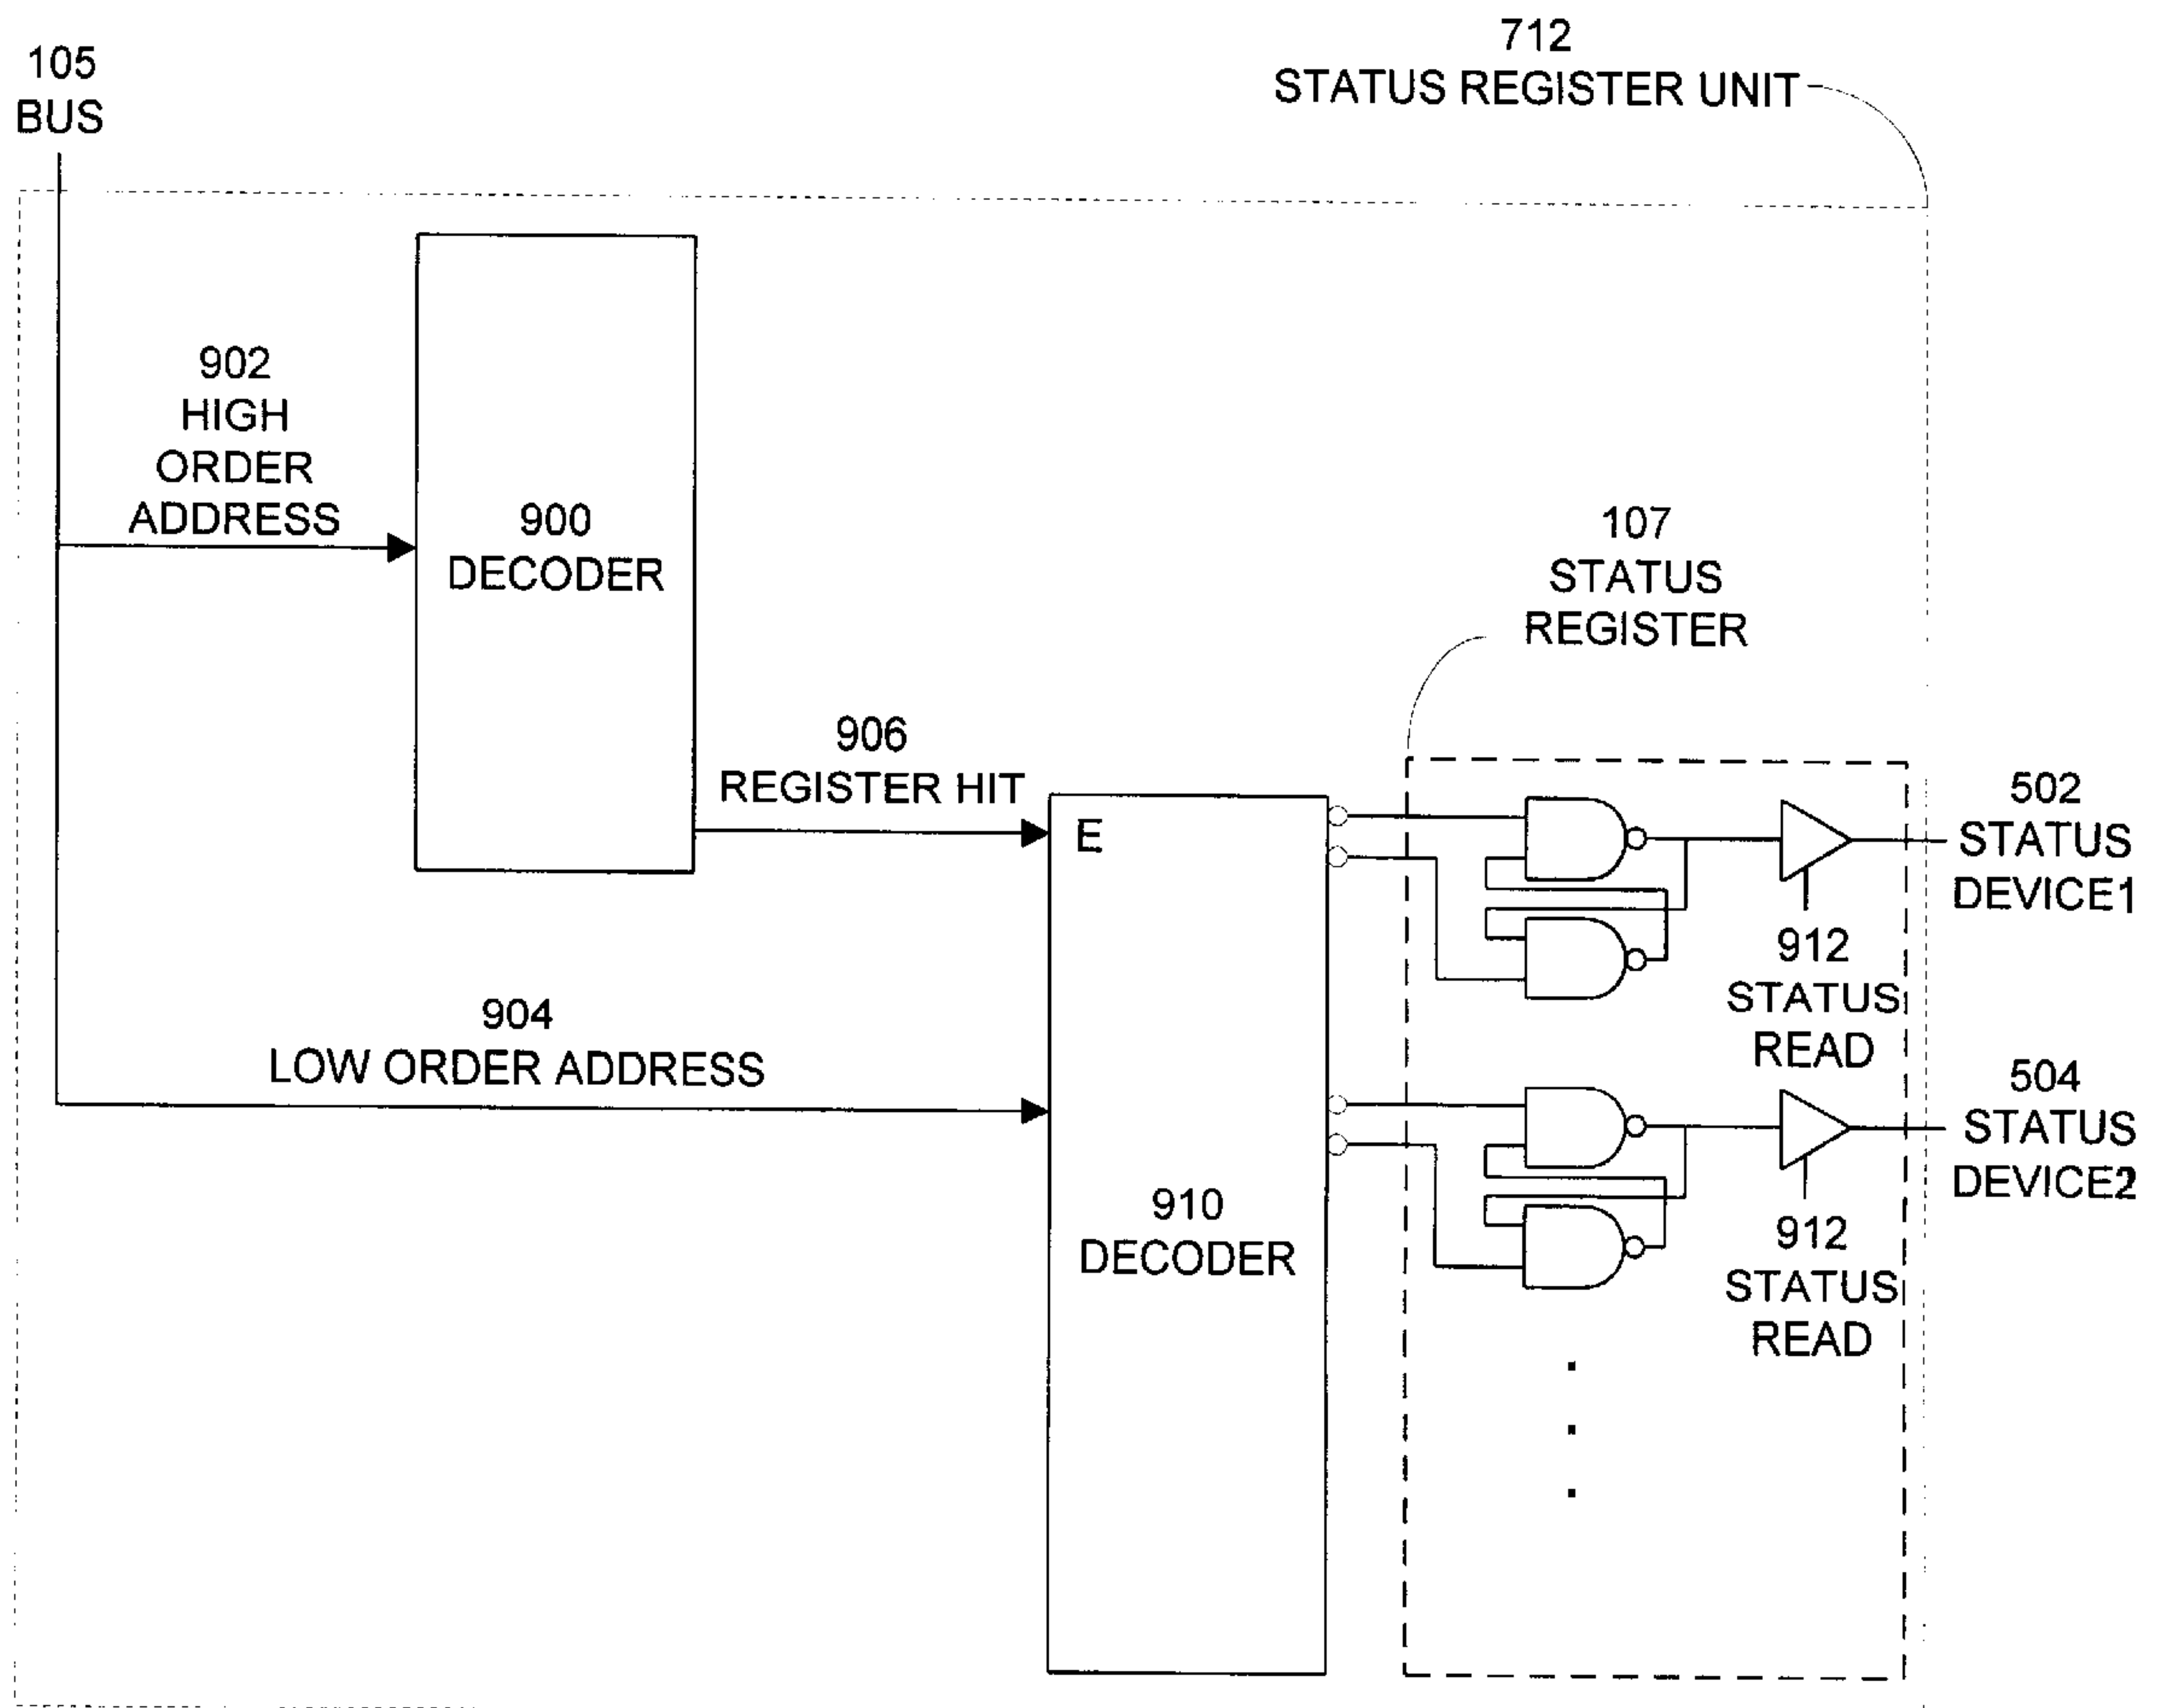 712
STATUS REGISTER UNIT
105
BUS
902
HIGH
ORDER
ADDRESS
900
DECODER
107
STATUS
REGISTER
906
REGISTER HIT
E
502
STATUS
DEVICE1
912
STATUS
READ
904
LOW ORDER ADDRESS
504
STATUS
DEVICE2
910
DECODER
912
STATUS
READ